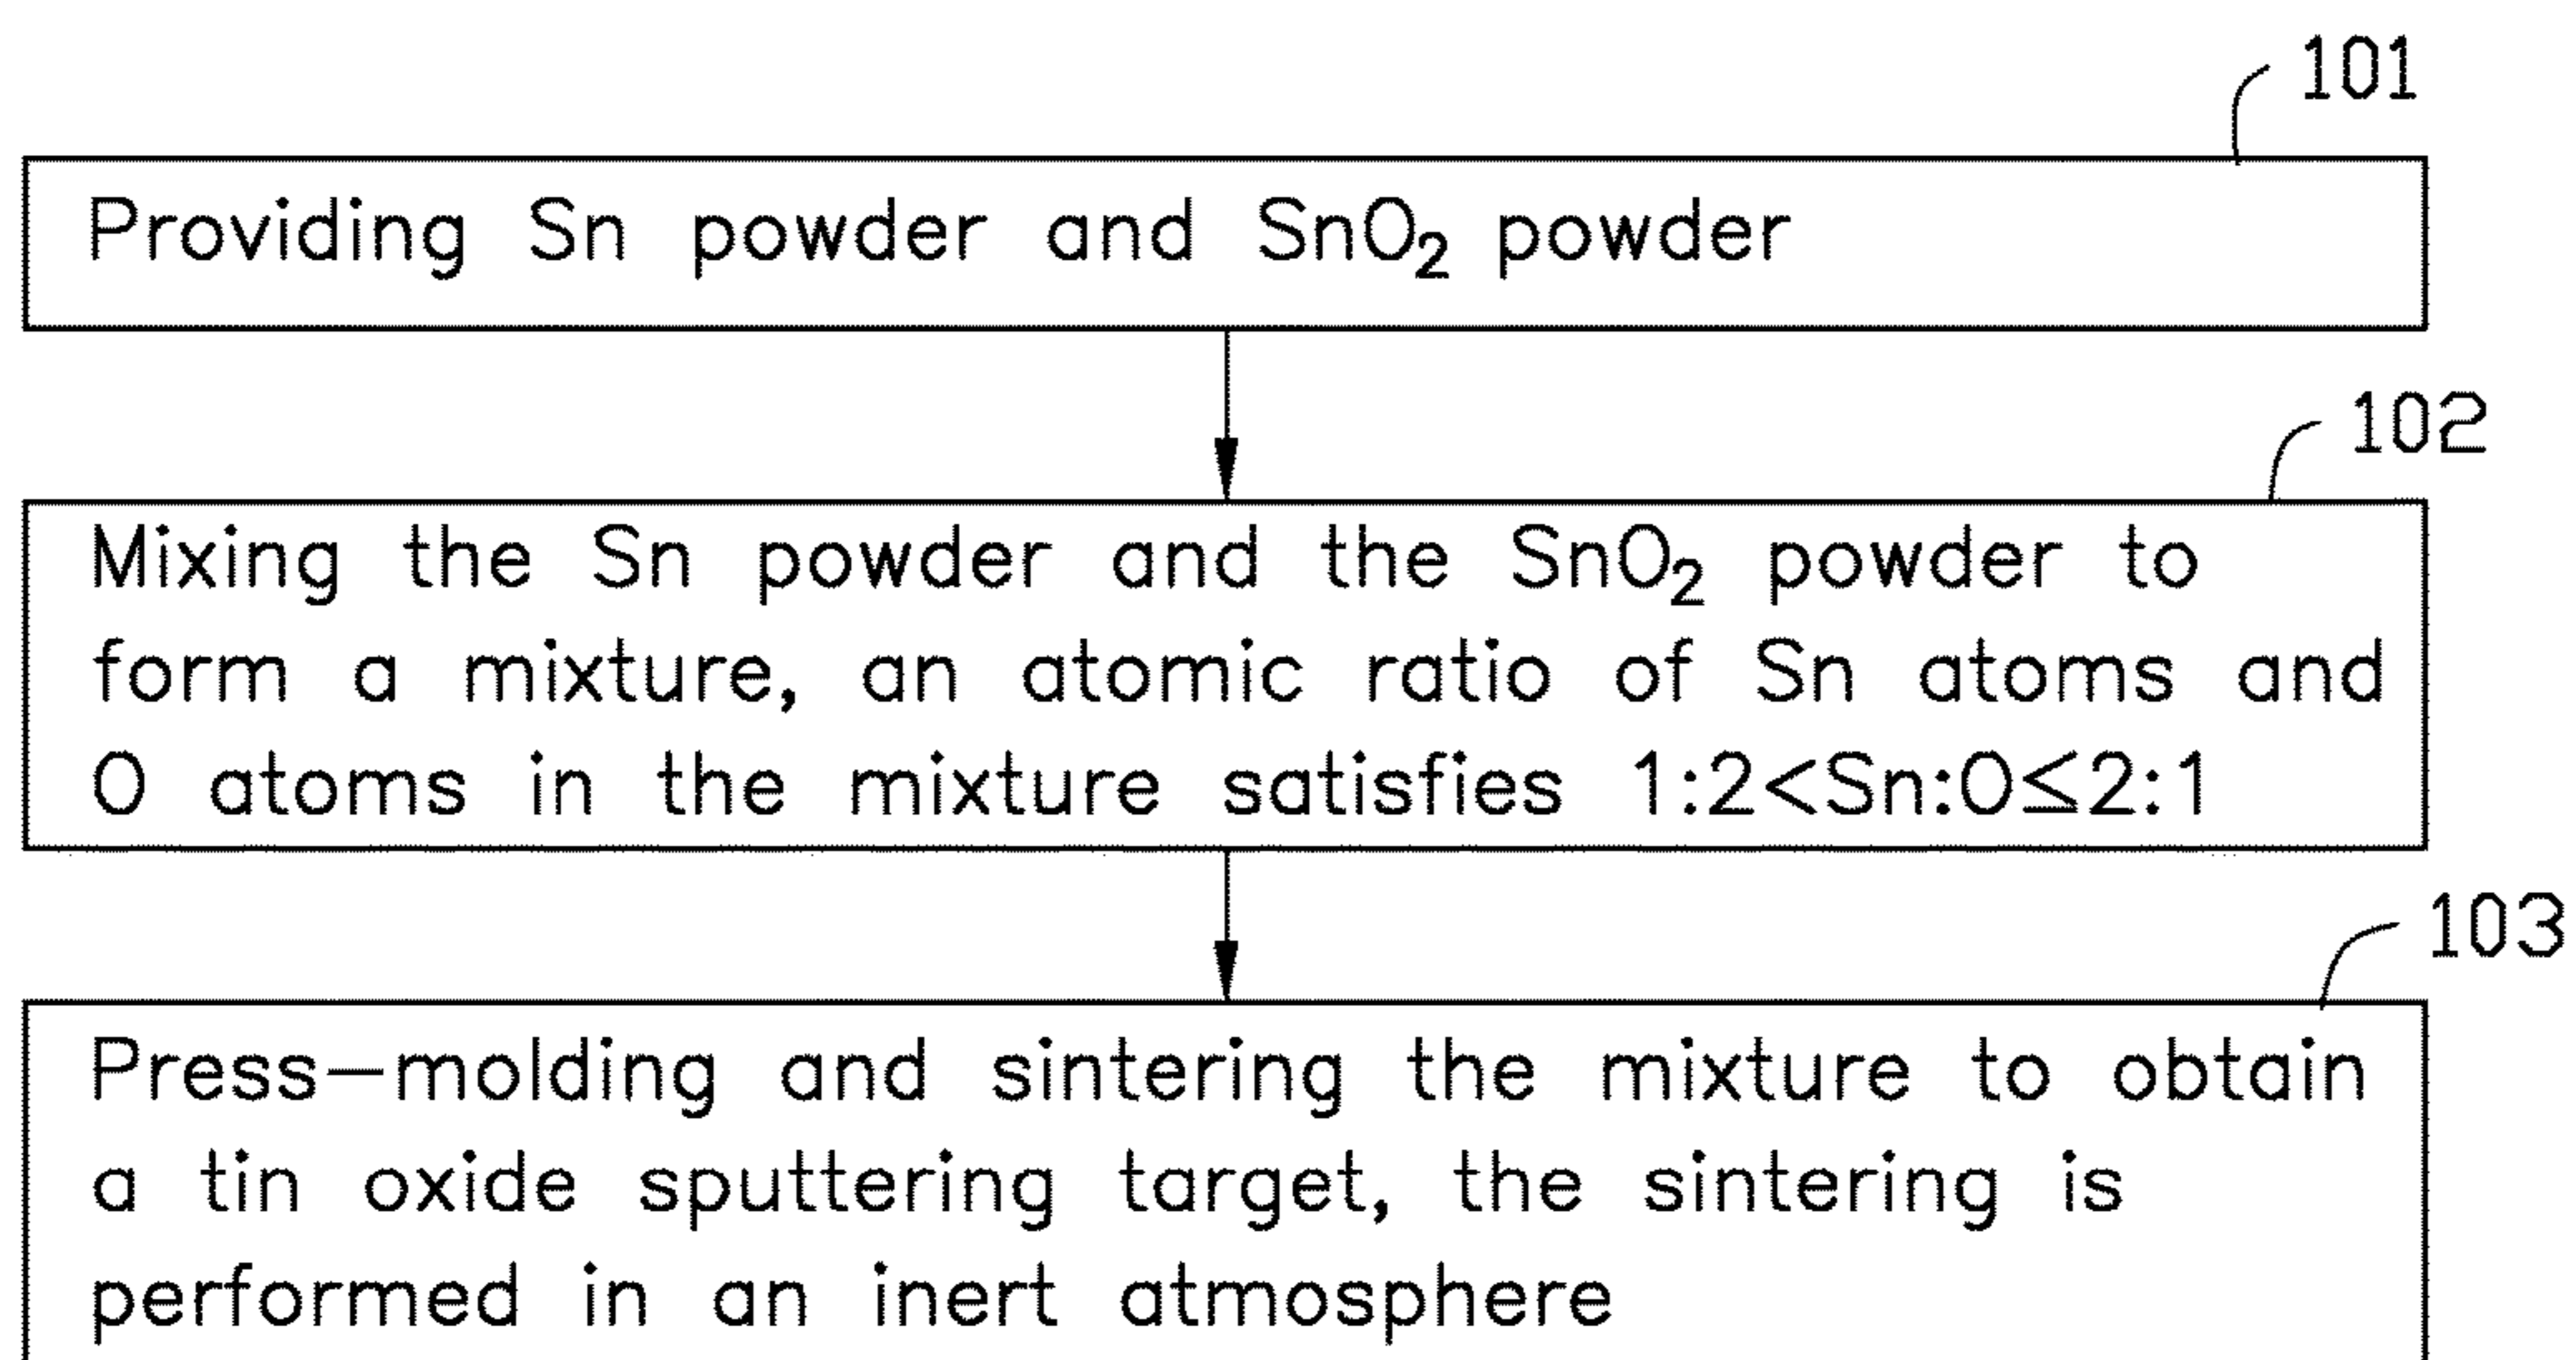 101
Providing Sn powder and SnO₂ powder
102
Mixing the Sn powder and the SnO₂ powder to
form a mixture, an atomic ratio of Sn atoms and
O atoms in the mixture satisfies 1:2<Sn:O≤2:1
103
Press-molding and sintering the mixture to obtain
a tin oxide sputtering target, the sintering is
performed in an inert atmosphere